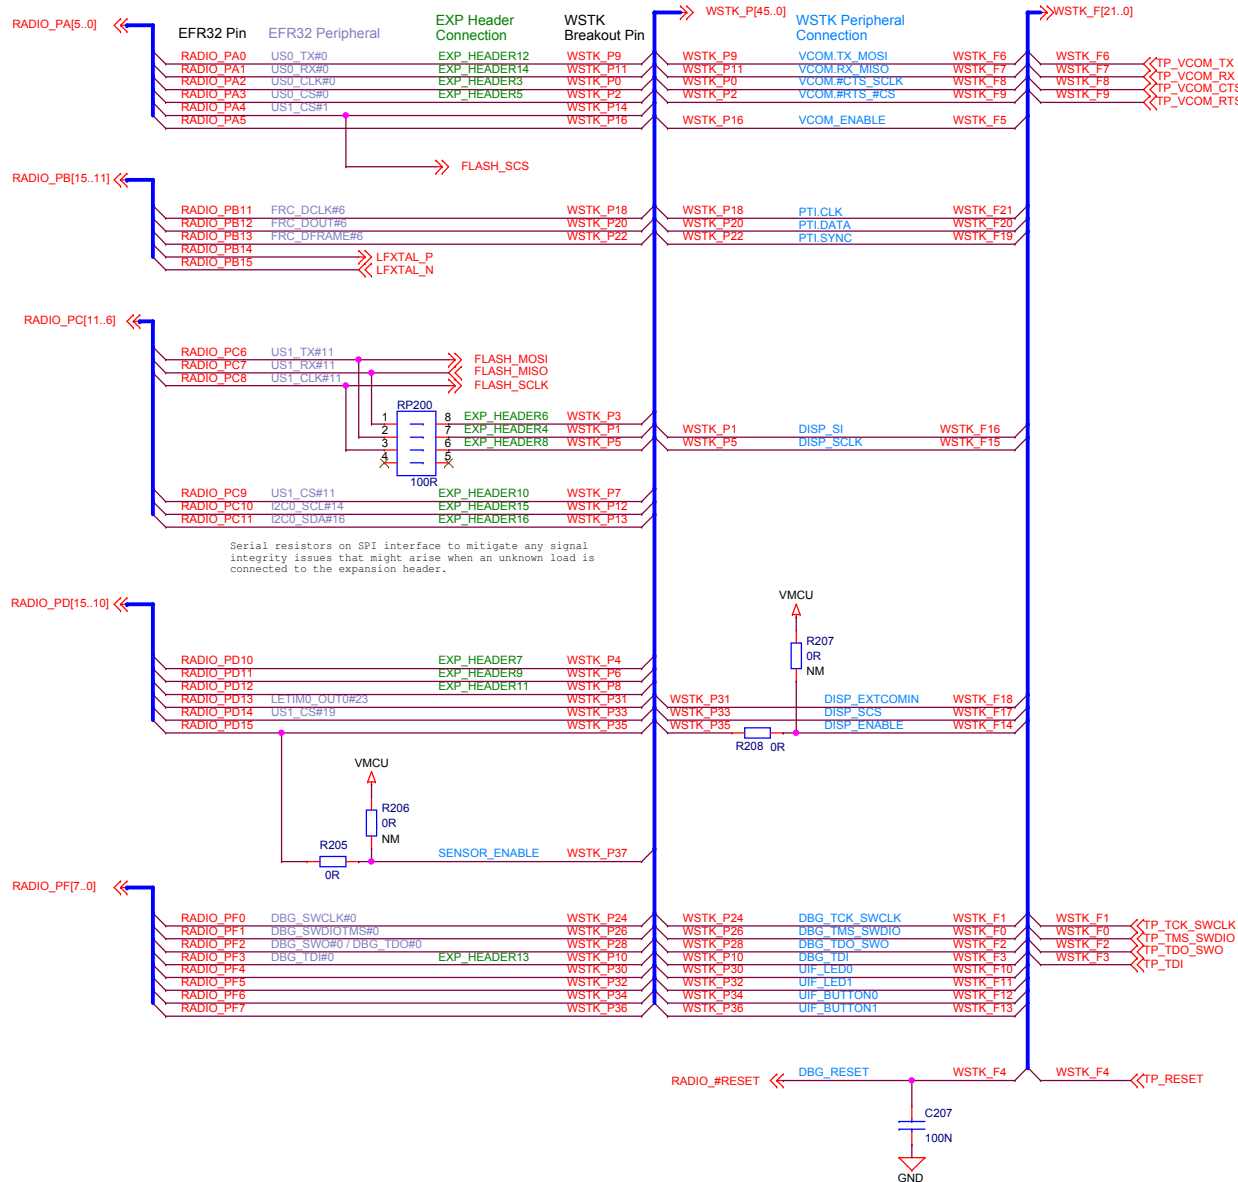 RADIO_PA[5..0]
EFR32 Pin EFR32 Peripheral EXP Header Connection WSTK Breakout Pin WSTK_P[45..0] WSTK Peripheral Connection WSTK_F[21..0]
RADIO_PA0 US0_TX#0 EXP_HEADER12 WSTK_P9 WSTK_P9 VCOM.TX_MOSI WSTK_F6 WSTK_F6 TP_VCOM_TX
RADIO_PA1 US0_RX#0 EXP_HEADER14 WSTK_P11 WSTK_P11 VCOM.RX_MISO WSTK_F7 WSTK_F7 TP_VCOM_RX
RADIO_PA2 US0_CLK#0 EXP_HEADER3 WSTK_P0 WSTK_P0 VCOM.#CTS_SCLK WSTK_F8 WSTK_F8 TP_VCOM_CTS
RADIO_PA3 US0_CS#0 EXP_HEADER5 WSTK_P2 WSTK_P2 VCOM.#RTS_#CS WSTK_F9 WSTK_F9 TP_VCOM_RTS
RADIO_PA4 US1_CS#1 WSTK_P14
RADIO_PA5 WSTK_P16 WSTK_P16 VCOM_ENABLE WSTK_F5
FLASH_SCS
RADIO_PB[15..11]
RADIO_PB11 FRC_DCLK#6 WSTK_P18 WSTK_P18 PTI.CLK WSTK_F21
RADIO_PB12 FRC_DOUT#6 WSTK_P20 WSTK_P20 PTI.DATA WSTK_F20
RADIO_PB13 FRC_DFRAME#6 WSTK_P22 WSTK_P22 PTI.SYNC WSTK_F19
RADIO_PB14 LFXTAL_P
RADIO_PB15 LFXTAL_N
RADIO_PC[11..6]
RADIO_PC6 US1_TX#11 FLASH_MOSI
RADIO_PC7 US1_RX#11 FLASH_MISO
RADIO_PC8 US1_CLK#11 FLASH_SCLK
RP200
1 8 EXP_HEADER6 WSTK_P3
2 7 EXP_HEADER4 WSTK_P1 WSTK_P1 DISP_SI WSTK_F16
3 6 EXP_HEADER8 WSTK_P5 WSTK_P5 DISP_SCLK WSTK_F15
4 5
100R
RADIO_PC9 US1_CS#11 EXP_HEADER10 WSTK_P7
RADIO_PC10 I2C0_SCL#14 EXP_HEADER15 WSTK_P12
RADIO_PC11 I2C0_SDA#16 EXP_HEADER16 WSTK_P13
Serial resistors on SPI interface to mitigate any signal
integrity issues that might arise when an unknown load is
connected to the expansion header.
RADIO_PD[15..10]
VMCU
R207
0R
NM
RADIO_PD10 EXP_HEADER7 WSTK_P4
RADIO_PD11 EXP_HEADER9 WSTK_P6
RADIO_PD12 EXP_HEADER11 WSTK_P8
RADIO_PD13 LETIM0_OUT0#23 WSTK_P31 WSTK_P31 DISP_EXTCOMIN WSTK_F18
RADIO_PD14 US1_CS#19 WSTK_P33 WSTK_P33 DISP_SCS WSTK_F17
RADIO_PD15 WSTK_P35 WSTK_P35 DISP_ENABLE WSTK_F14
R208 0R
VMCU
R206
0R
NM
R205
0R
SENSOR_ENABLE WSTK_P37
RADIO_PF[7..0]
RADIO_PF0 DBG_SWCLK#0 WSTK_P24 WSTK_P24 DBG_TCK_SWCLK WSTK_F1 WSTK_F1 TP_TCK_SWCLK
RADIO_PF1 DBG_SWDIOTMS#0 WSTK_P26 WSTK_P26 DBG_TMS_SWDIO WSTK_F0 WSTK_F0 TP_TMS_SWDIO
RADIO_PF2 DBG_SWO#0 / DBG_TDO#0 WSTK_P28 WSTK_P28 DBG_TDO_SWO WSTK_F2 WSTK_F2 TP_TDO_SWO
RADIO_PF3 DBG_TDI#0 EXP_HEADER13 WSTK_P10 WSTK_P10 DBG_TDI WSTK_F3 WSTK_F3 TP_TDI
RADIO_PF4 WSTK_P30 WSTK_P30 UIF_LED0 WSTK_F10
RADIO_PF5 WSTK_P32 WSTK_P32 UIF_LED1 WSTK_F11
RADIO_PF6 WSTK_P34 WSTK_P34 UIF_BUTTON0 WSTK_F12
RADIO_PF7 WSTK_P36 WSTK_P36 UIF_BUTTON1 WSTK_F13
RADIO_#RESET DBG_RESET WSTK_F4 WSTK_F4 TP_RESET
C207
100N
GND